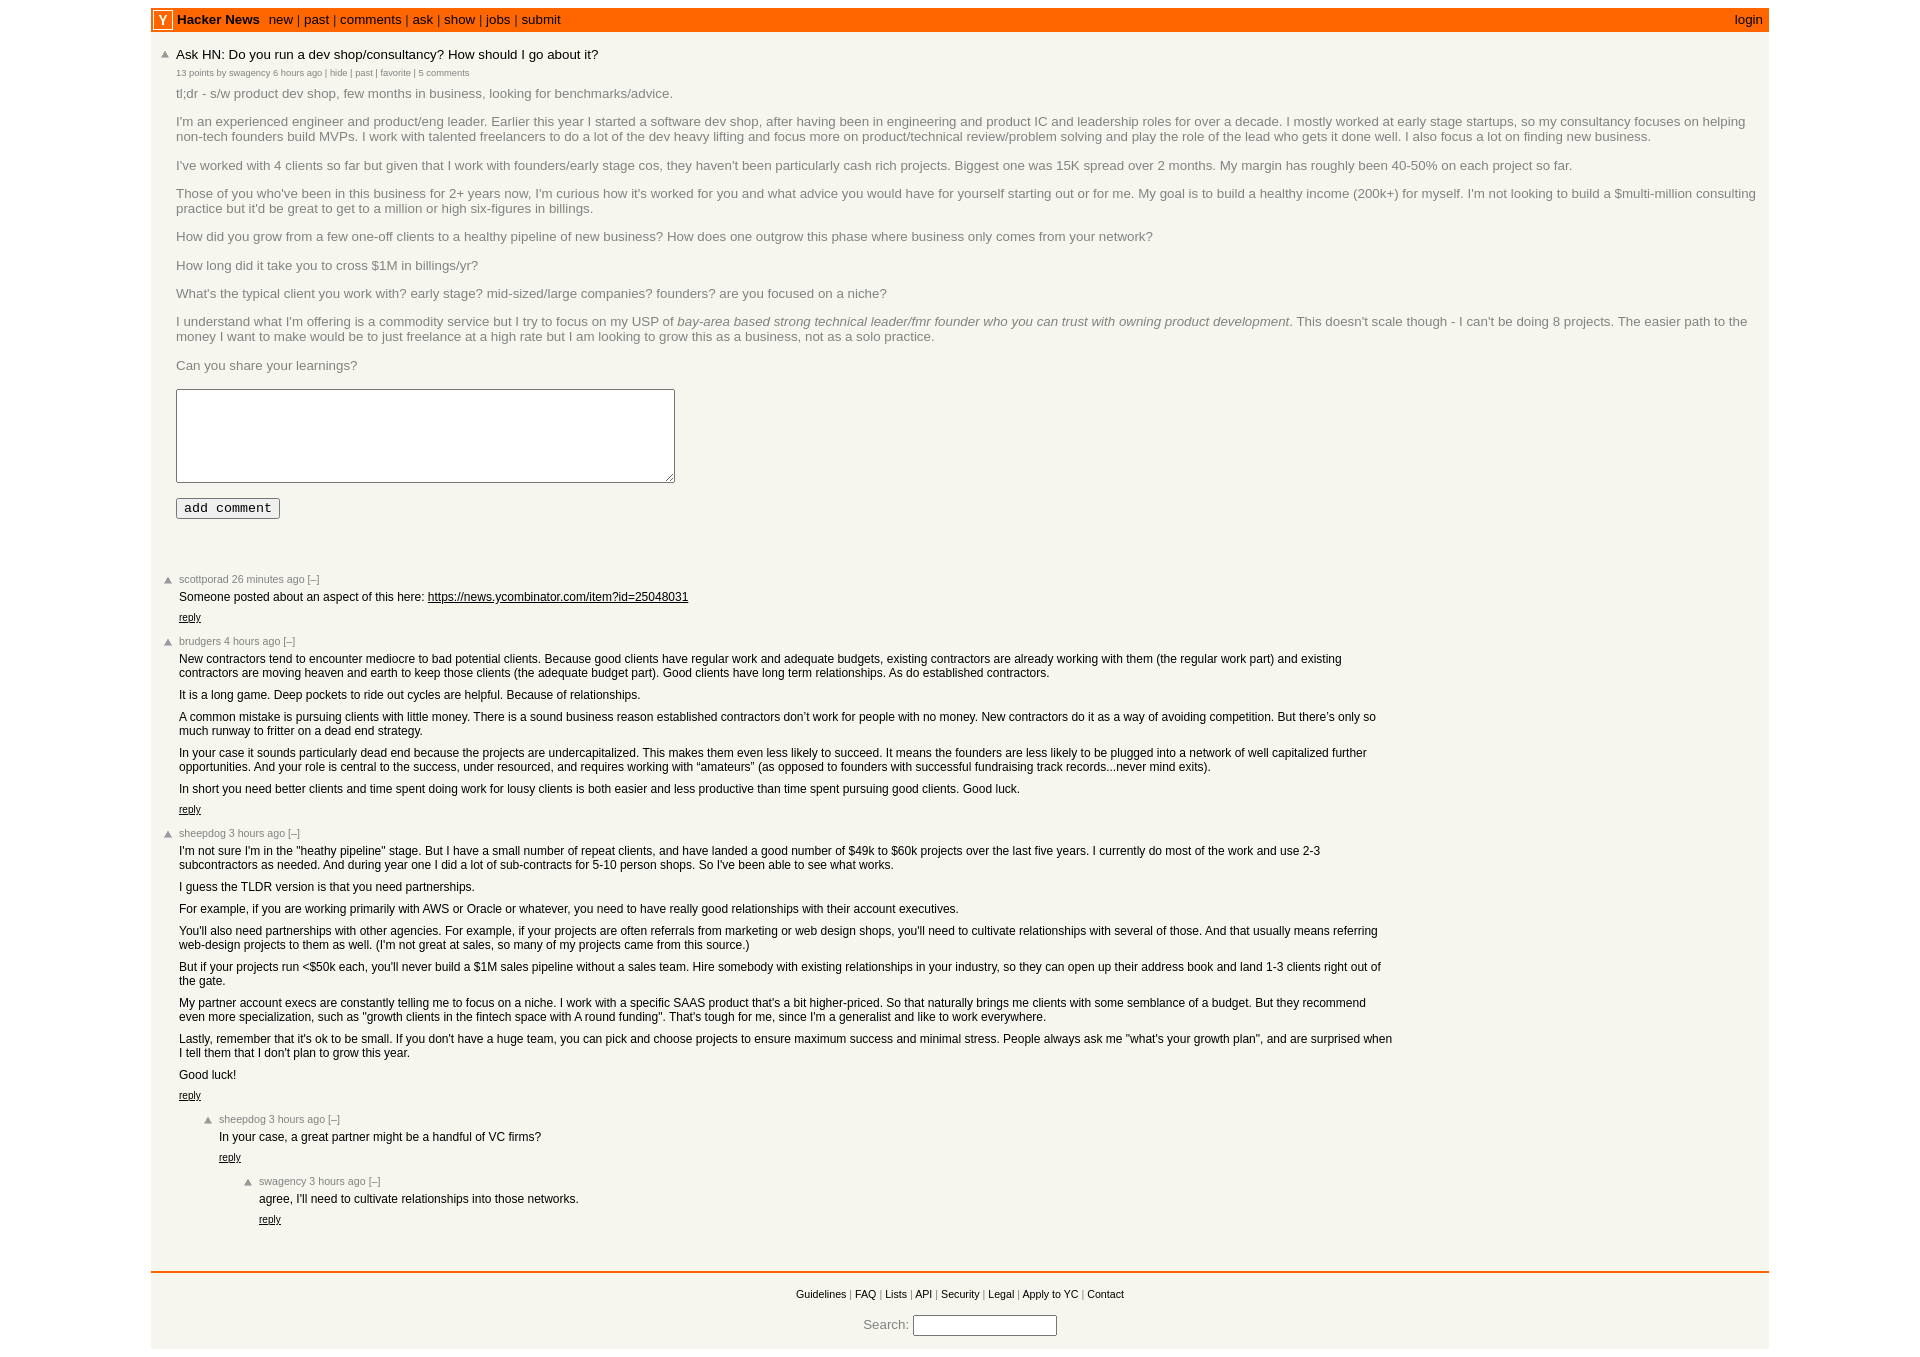 Y Hacker News new | past | comments | ask | show | jobs | submit login
Ask HN: Do you run a dev shop/consultancy? How should I go about it?
13 points by swagency 6 hours ago | hide | past | favorite | 5 comments
tl;dr - s/w product dev shop, few months in business, looking for benchmarks/advice.
I'm an experienced engineer and product/eng leader. Earlier this year I started a software dev shop, after having been in engineering and product IC and leadership roles for over a decade. I mostly worked at early stage startups, so my consultancy focuses on helping
non-tech founders build MVPs. I work with talented freelancers to do a lot of the dev heavy lifting and focus more on product/technical review/problem solving and play the role of the lead who gets it done well. I also focus a lot on finding new business.
I've worked with 4 clients so far but given that I work with founders/early stage cos, they haven't been particularly cash rich projects. Biggest one was 15K spread over 2 months. My margin has roughly been 40-50% on each project so far.
Those of you who've been in this business for 2+ years now, I'm curious how it's worked for you and what advice you would have for yourself starting out or for me. My goal is to build a healthy income (200k+) for myself. I'm not looking to build a $multi-million consulting
practice but it'd be great to get to a million or high six-figures in billings.
How did you grow from a few one-off clients to a healthy pipeline of new business? How does one outgrow this phase where business only comes from your network?
How long did it take you to cross $1M in billings/yr?
What's the typical client you work with? early stage? mid-sized/large companies? founders? are you focused on a niche?
I understand what I'm offering is a commodity service but I try to focus on my USP of bay-area based strong technical leader/fmr founder who you can trust with owning product development. This doesn't scale though - I can't be doing 8 projects. The easier path to the
money I want to make would be to just freelance at a high rate but I am looking to grow this as a business, not as a solo practice.
Can you share your learnings?
add comment
scottporad 26 minutes ago [–]
Someone posted about an aspect of this here: https://news.ycombinator.com/item?id=25048031
reply
brudgers 4 hours ago [–]
New contractors tend to encounter mediocre to bad potential clients. Because good clients have regular work and adequate budgets, existing contractors are already working with them (the regular work part) and existing
contractors are moving heaven and earth to keep those clients (the adequate budget part). Good clients have long term relationships. As do established contractors.
It is a long game. Deep pockets to ride out cycles are helpful. Because of relationships.
A common mistake is pursuing clients with little money. There is a sound business reason established contractors don’t work for people with no money. New contractors do it as a way of avoiding competition. But there’s only so
much runway to fritter on a dead end strategy.
In your case it sounds particularly dead end because the projects are undercapitalized. This makes them even less likely to succeed. It means the founders are less likely to be plugged into a network of well capitalized further
opportunities. And your role is central to the success, under resourced, and requires working with “amateurs” (as opposed to founders with successful fundraising track records...never mind exits).
In short you need better clients and time spent doing work for lousy clients is both easier and less productive than time spent pursuing good clients. Good luck.
reply
sheepdog 3 hours ago [–]
I'm not sure I'm in the "heathy pipeline" stage. But I have a small number of repeat clients, and have landed a good number of $49k to $60k projects over the last five years. I currently do most of the work and use 2-3
subcontractors as needed. And during year one I did a lot of sub-contracts for 5-10 person shops. So I've been able to see what works.
I guess the TLDR version is that you need partnerships.
For example, if you are working primarily with AWS or Oracle or whatever, you need to have really good relationships with their account executives.
You'll also need partnerships with other agencies. For example, if your projects are often referrals from marketing or web design shops, you'll need to cultivate relationships with several of those. And that usually means referring
web-design projects to them as well. (I'm not great at sales, so many of my projects came from this source.)
But if your projects run <$50k each, you'll never build a $1M sales pipeline without a sales team. Hire somebody with existing relationships in your industry, so they can open up their address book and land 1-3 clients right out of
the gate.
My partner account execs are constantly telling me to focus on a niche. I work with a specific SAAS product that's a bit higher-priced. So that naturally brings me clients with some semblance of a budget. But they recommend
even more specialization, such as "growth clients in the fintech space with A round funding". That's tough for me, since I'm a generalist and like to work everywhere.
Lastly, remember that it's ok to be small. If you don't have a huge team, you can pick and choose projects to ensure maximum success and minimal stress. People always ask me "what's your growth plan", and are surprised when
I tell them that I don't plan to grow this year.
Good luck!
reply
sheepdog 3 hours ago [–]
In your case, a great partner might be a handful of VC firms?
reply
swagency 3 hours ago [–]
agree, I'll need to cultivate relationships into those networks.
reply
Guidelines | FAQ | Lists | API | Security | Legal | Apply to YC | Contact
Search: